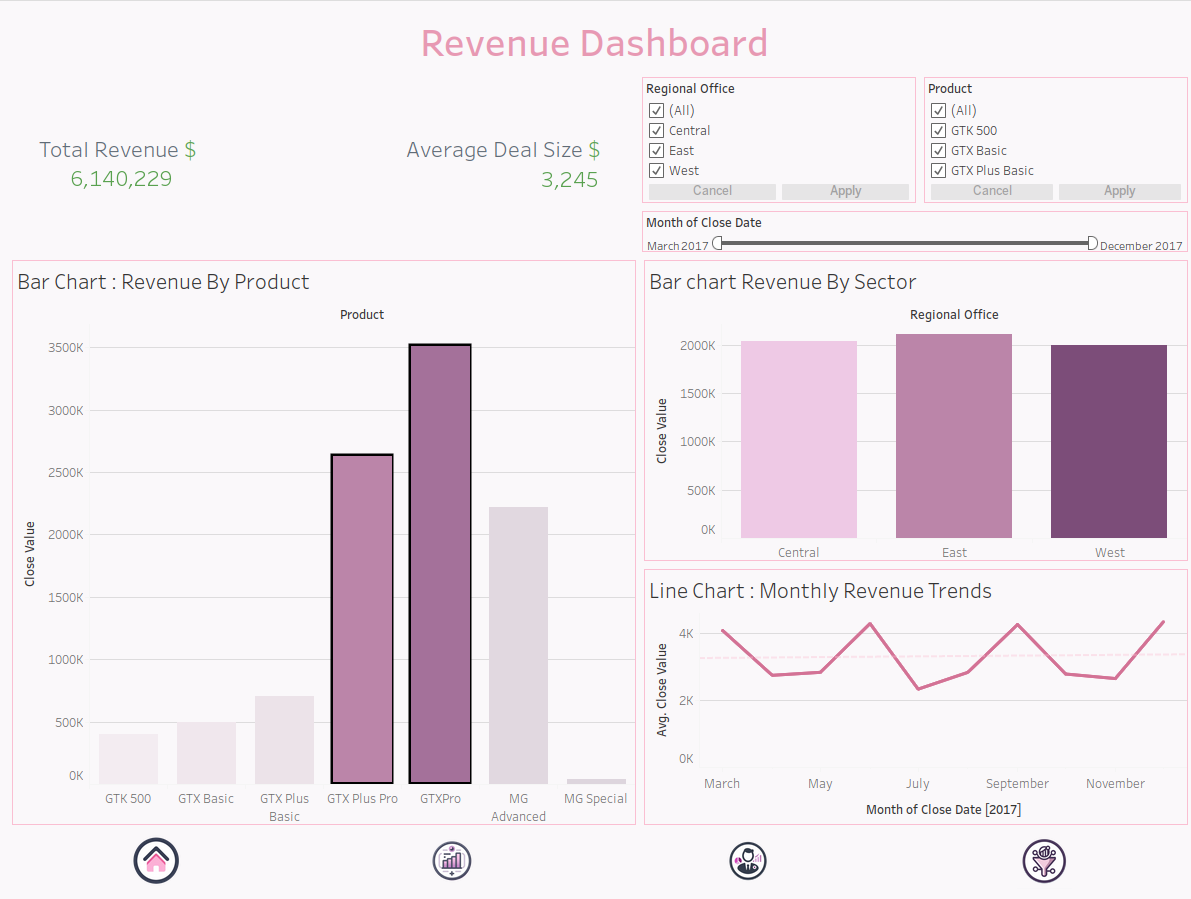 Revenue Dashboard
Total Revenue $
6,140,229
Average Deal Size $
3,245
Regional Office
(All)
Central
East
West
Cancel
Apply
Product
(All)
GTK 500
GTX Basic
GTX Plus Basic
Cancel
Apply
Month of Close Date
March 2017
December 2017
Bar Chart : Revenue By Product
Product
3500K
3000K
2500K
2000K
1500K
1000K
500K
0K
Close Value
GTK 500
GTX Basic
GTX Plus
Basic
GTX Plus Pro
GTXPro
MG
Advanced
MG Special
Bar chart Revenue By Sector
Regional Office
2000K
1500K
1000K
500K
0K
Close Value
Central
East
West
Line Chart : Monthly Revenue Trends
4K
2K
0K
Avg. Close Value
March
May
July
September
November
Month of Close Date [2017]